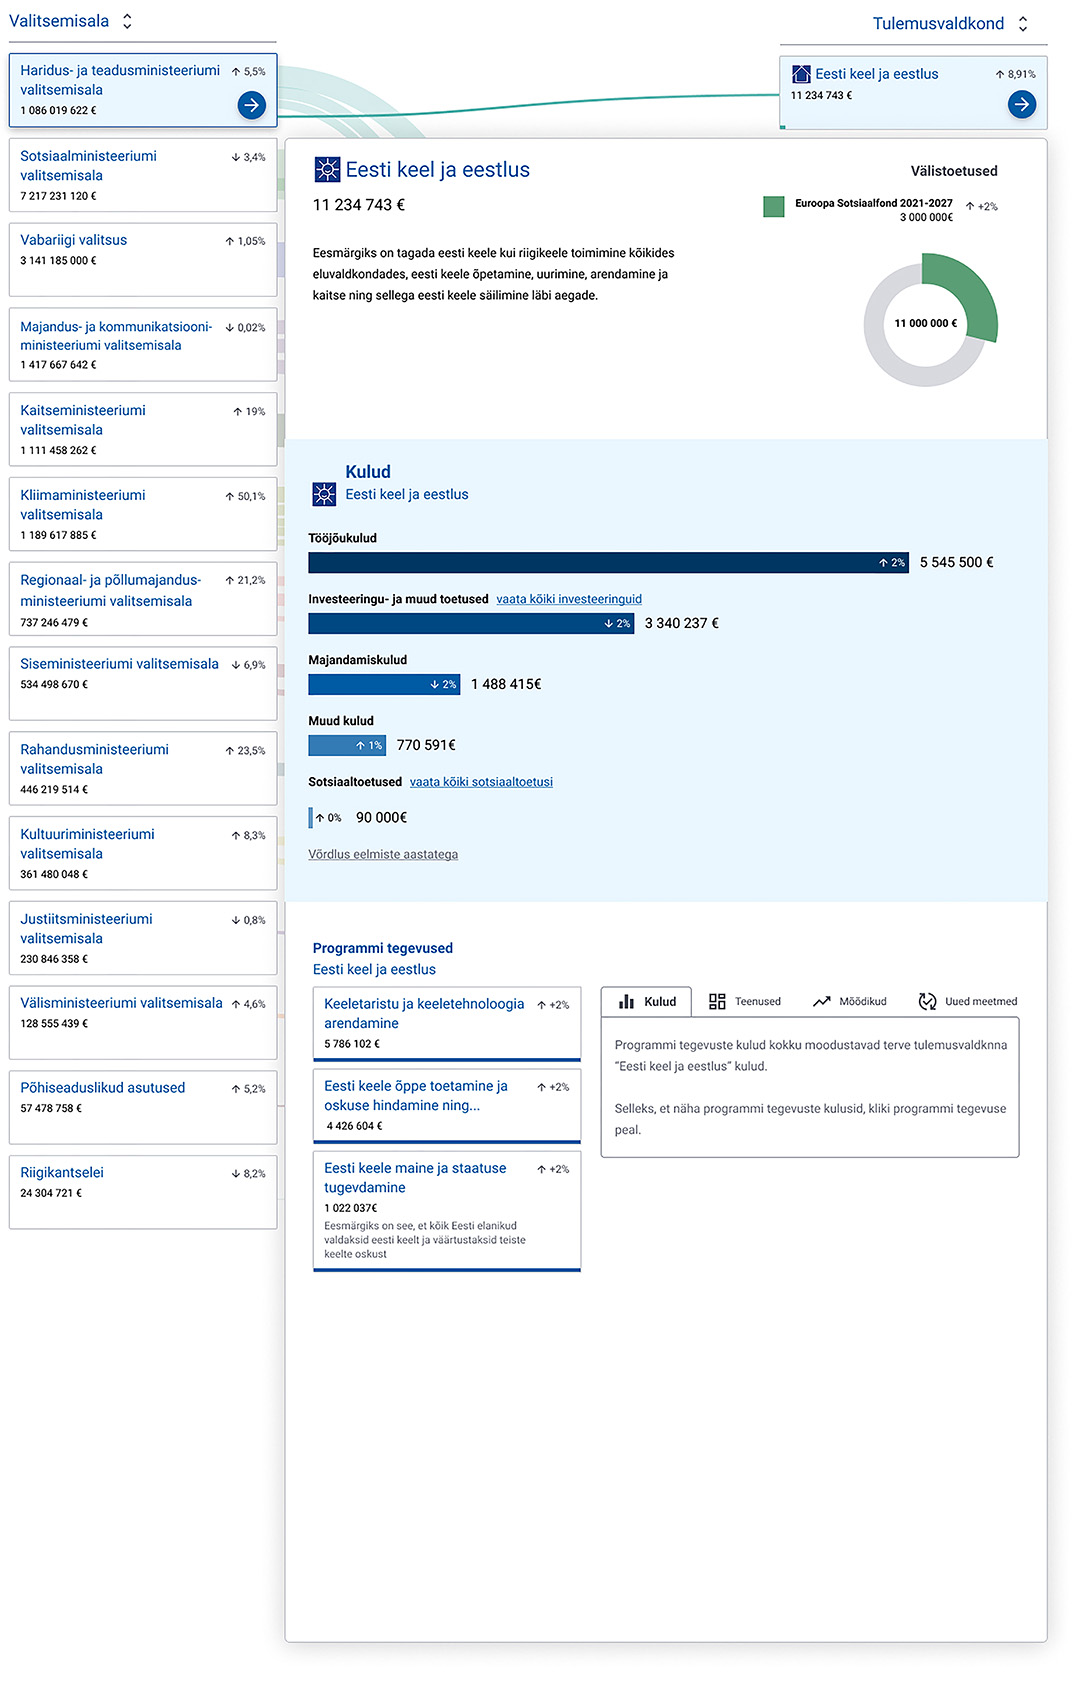 Valitsemisala
Tulemusvaldkond
Haridus- ja teadusministeeriumi
valitsemisala
↑ 5,5%
1 086 019 622 €
Eesti keel ja eestlus
↑ 8,91%
11 234 743 €
Sotsiaalministeeriumi
valitsemisala
↓ 3,4%
7 217 231 120 €
Vabariigi valitsus
↑ 1,05%
3 141 185 000 €
Majandus- ja kommunikatsiooni-
ministeeriumi valitsemisala
↓ 0,02%
1 417 667 642 €
Kaitseministeeriumi
valitsemisala
↑ 19%
1 111 458 262 €
Kliimaministeeriumi
valitsemisala
↑ 50,1%
1 189 617 885 €
Regionaal- ja põllumajandus-
ministeeriumi valitsemisala
↑ 21,2%
737 246 479 €
Siseministeeriumi valitsemisala
↓ 6,9%
534 498 670 €
Rahandusministeeriumi
valitsemisala
↑ 23,5%
446 219 514 €
Kultuuriministeeriumi
valitsemisala
↑ 8,3%
361 480 048 €
Justiitsministeeriumi
valitsemisala
↓ 0,8%
230 846 358 €
Välisministeeriumi valitsemisala
↑ 4,6%
128 555 439 €
Põhiseaduslikud asutused
↑ 5,2%
57 478 758 €
Riigikantselei
↓ 8,2%
24 304 721 €
Eesti keel ja eestlus
11 234 743 €
Eesmärgiks on tagada eesti keele kui riigikeele toimimine kõikides
eluvaldkondades, eesti keele õpetamine, uurimine, arendamine ja
kaitse ning sellega eesti keele säilimine läbi aegade.
Välistoetused
Euroopa Sotsiaalfond 2021-2027
↑ +2%
3 000 000€
11 000 000 €
Kulud
Eesti keel ja eestlus
Tööjõukulud
↑ 2% 5 545 500 €
Investeeringu- ja muud toetused vaata kõiki investeeringuid
↓ 2% 3 340 237 €
Majandamiskulud
↓ 2% 1 488 415€
Muud kulud
↑ 1% 770 591€
Sotsiaaltoetused vaata kõiki sotsiaaltoetusi
↑ 0% 90 000€
Võrdlus eelmiste aastatega
Programmi tegevused
Eesti keel ja eestlus
Keeletaristu ja keeletehnoloogia
arendamine
↑ +2%
5 786 102 €
Eesti keele õppe toetamine ja
oskuse hindamine ning...
↑ +2%
4 426 604 €
Eesti keele maine ja staatuse
tugevdamine
↑ +2%
1 022 037€
Eesmärgiks on see, et kõik Eesti elanikud
valdaksid eesti keelt ja väärtustaksid teiste
keelte oskust
Kulud Teenused Möödikud Uued meetmed
Programmi tegevuste kulud kokku moodustavad terve tulemusvaldknna
“Eesti keel ja eestlus” kulud.
Selleks, et näha programmi tegevuste kulusid, kliki programmi tegevuse
peal.